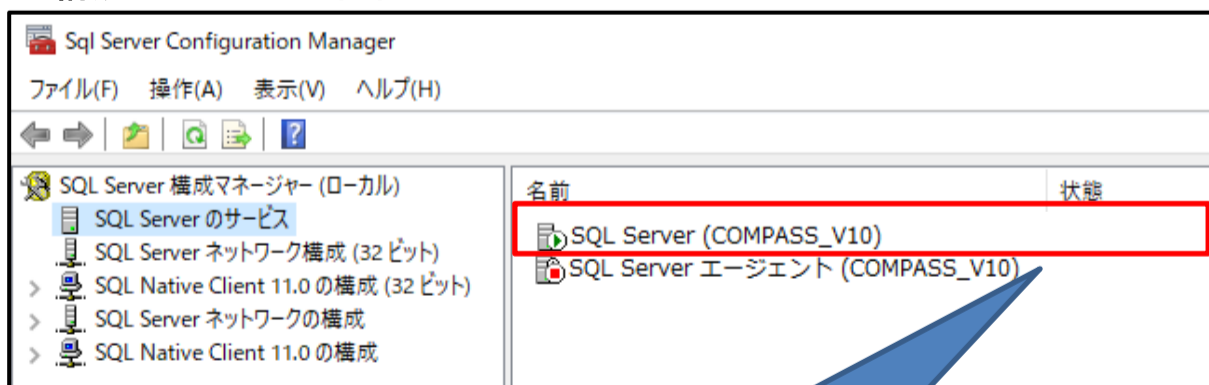 Sql Server Configuration Manager
ファイル(F) 操作(A) 表示(V) ヘルプ(H)
SQL Server 構成マネージャー (ローカル)
SQL Server のサービス
SQL Server ネットワーク構成 (32 ビット)
SQL Native Client 11.0 の構成 (32 ビット)
SQL Server ネットワークの構成
SQL Native Client 11.0 の構成
名前 状態
SQL Server (COMPASS_V10)
SQL Server エージェント (COMPASS_V10)